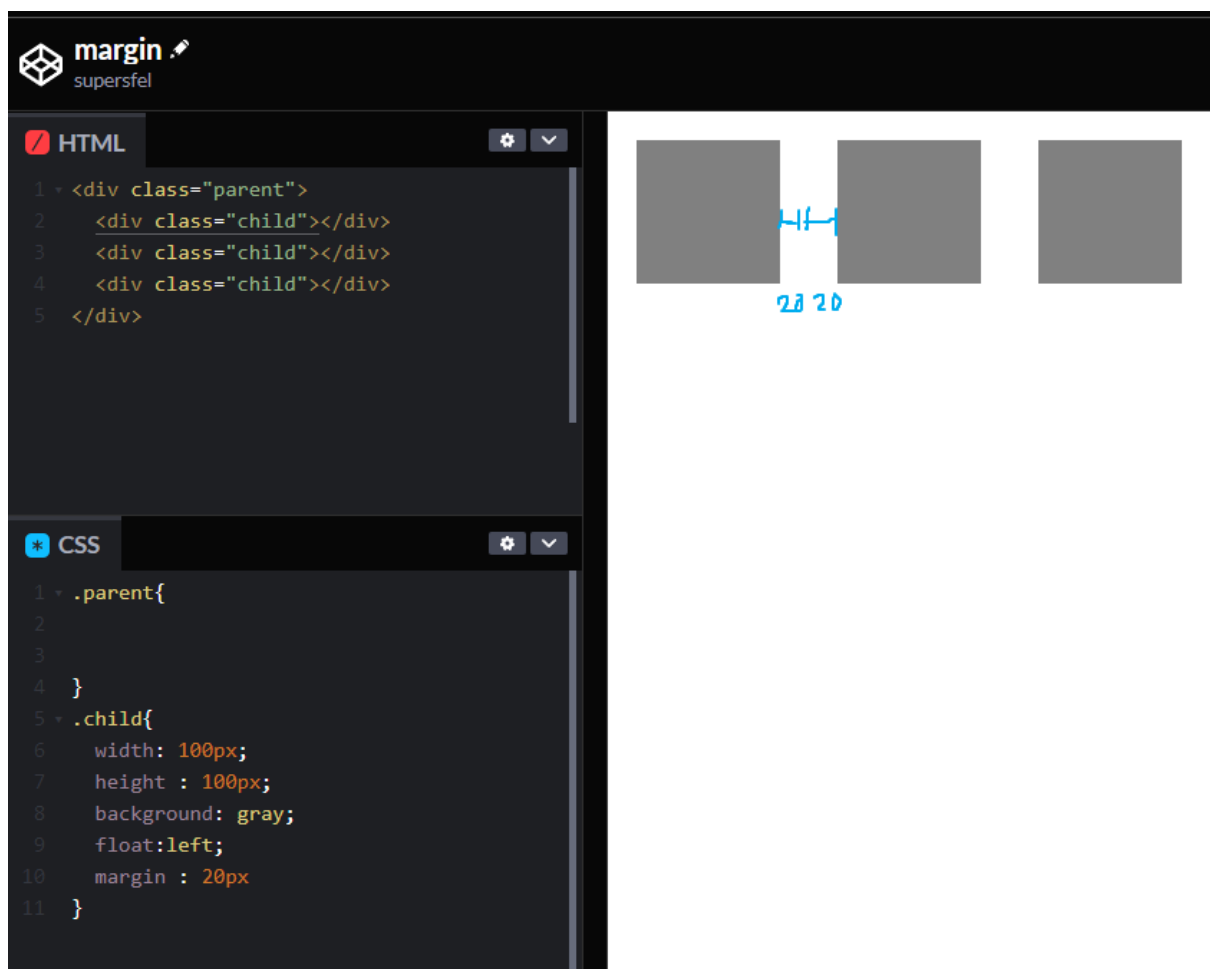 margin
supersfel
HTML
1 <div class="parent">
2 <div class="child"></div>
3 <div class="child"></div>
4 <div class="child"></div>
5 </div>
20 20
CSS
1 .parent{
2
3
4 }
5 .child{
6 width: 100px;
7 height : 100px;
8 background: gray;
9 float:left;
10 margin : 20px
11 }